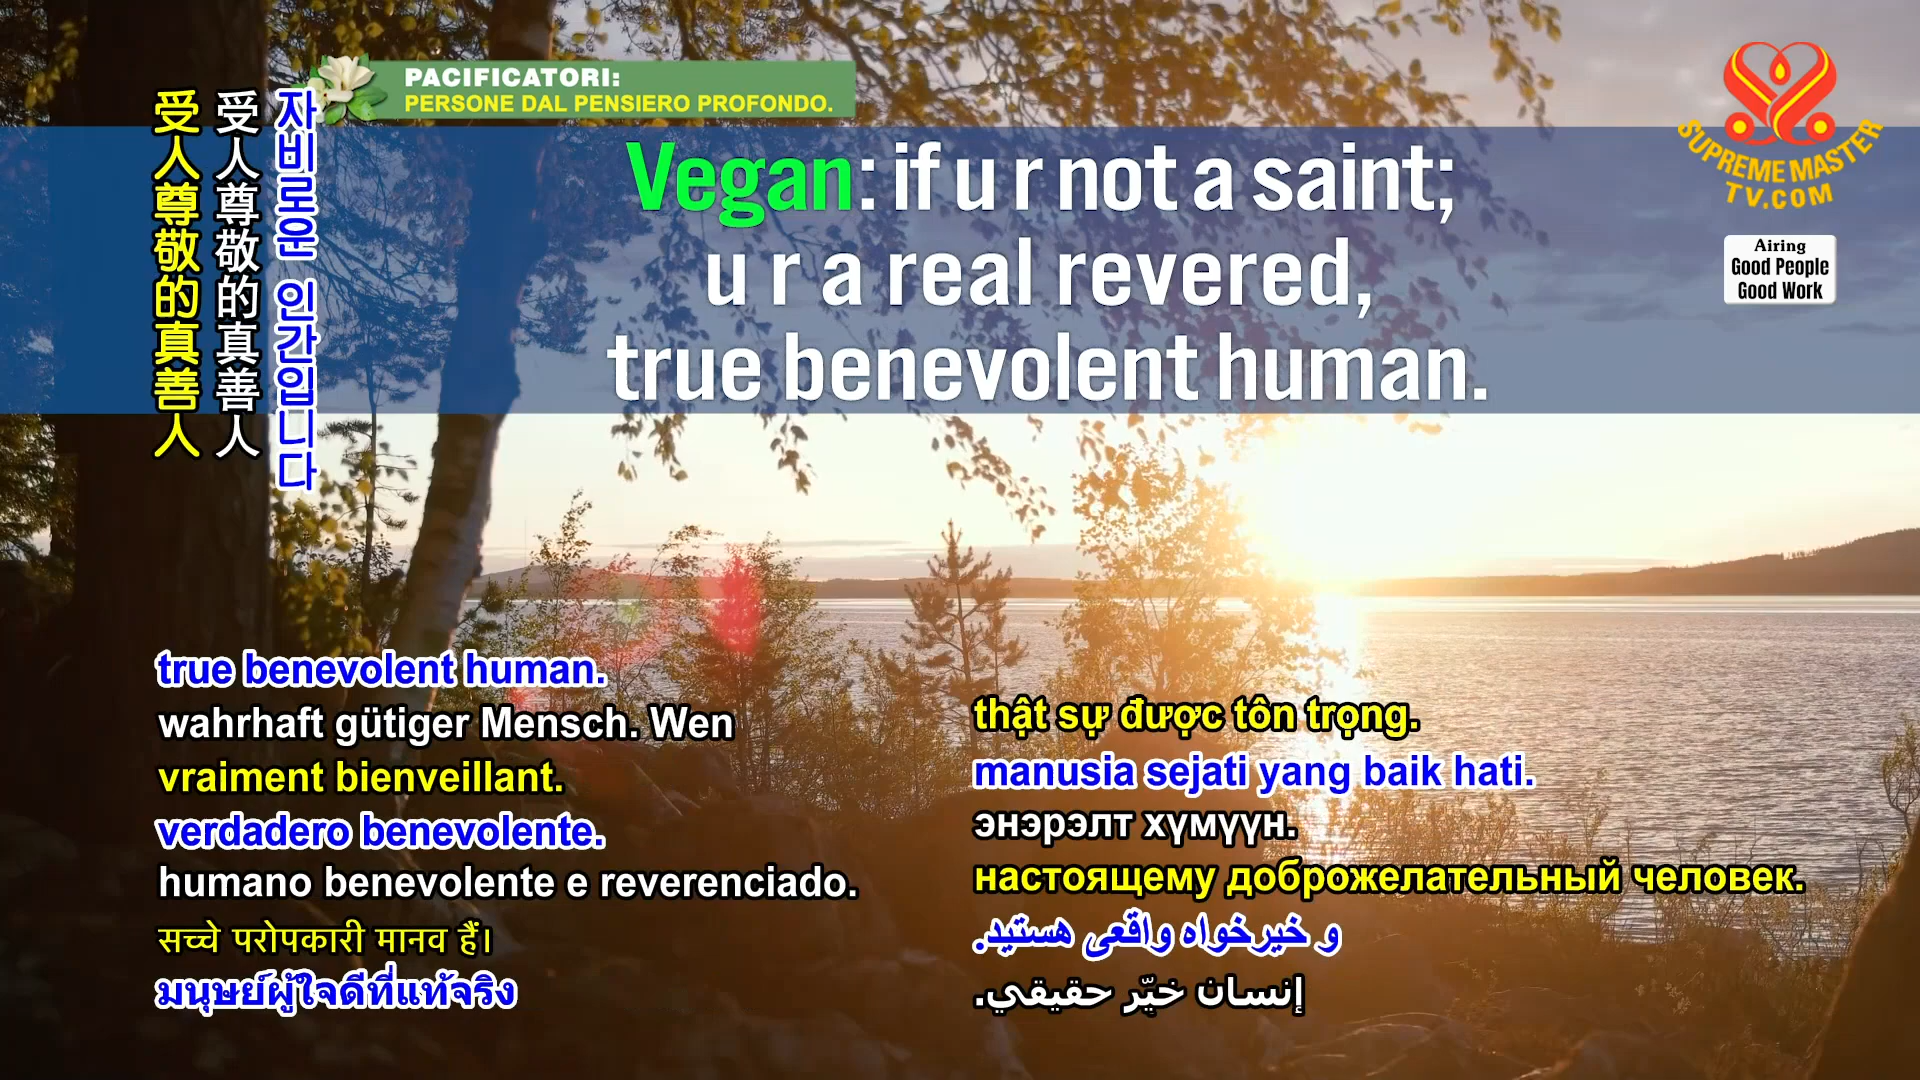 PACIFICATORI:
PERSONE DAL PENSIERO PROFONDO.
Vegan: if u r not a saint;
u r a real revered,
true benevolent human.
SUPREME MASTER
TV.COM
Airing
Good People
Good Work
受人尊敬的真善人
受人尊敬的真善人
자비로운 인간입니다
true benevolent human.
wahrhaft gütiger Mensch. Wen
vraiment bienveillant.
verdadero benevolente.
humano benevolente e reverenciado.
सच्चे परोपकारी मानव हैं।
มนุษย์ผู้ใจดีที่แท้จริง
thật sự được tôn trọng.
manusia sejati yang baik hati.
энэрэлт хүмүүн.
настоящему доброжелательный человек.
و خیرخواه واقعی هستید.
إنسان خيّر حقيقي.